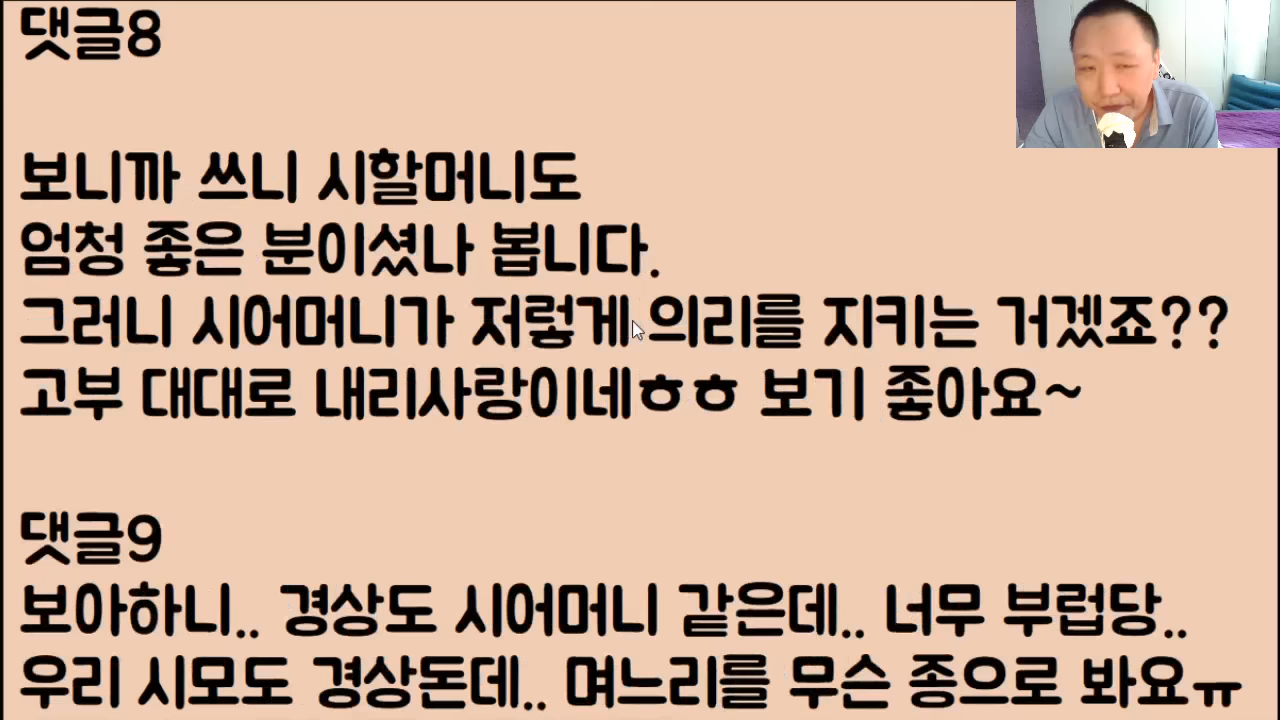 댓글8
보니까 쓰니 시할머니도
엄청 좋은 분이셨나 봅니다.
그러니 시어머니가 저렇게 의리를 지키는 거겠죠??
고부 대대로 내리사랑이네ㅎㅎ 보기 좋아요~
댓글9
보아하니.. 경상도 시어머니 같은데.. 너무 부럽당..
우리 시모도 경상돈데.. 며느리를 무슨 종으로 봐요ㅠ